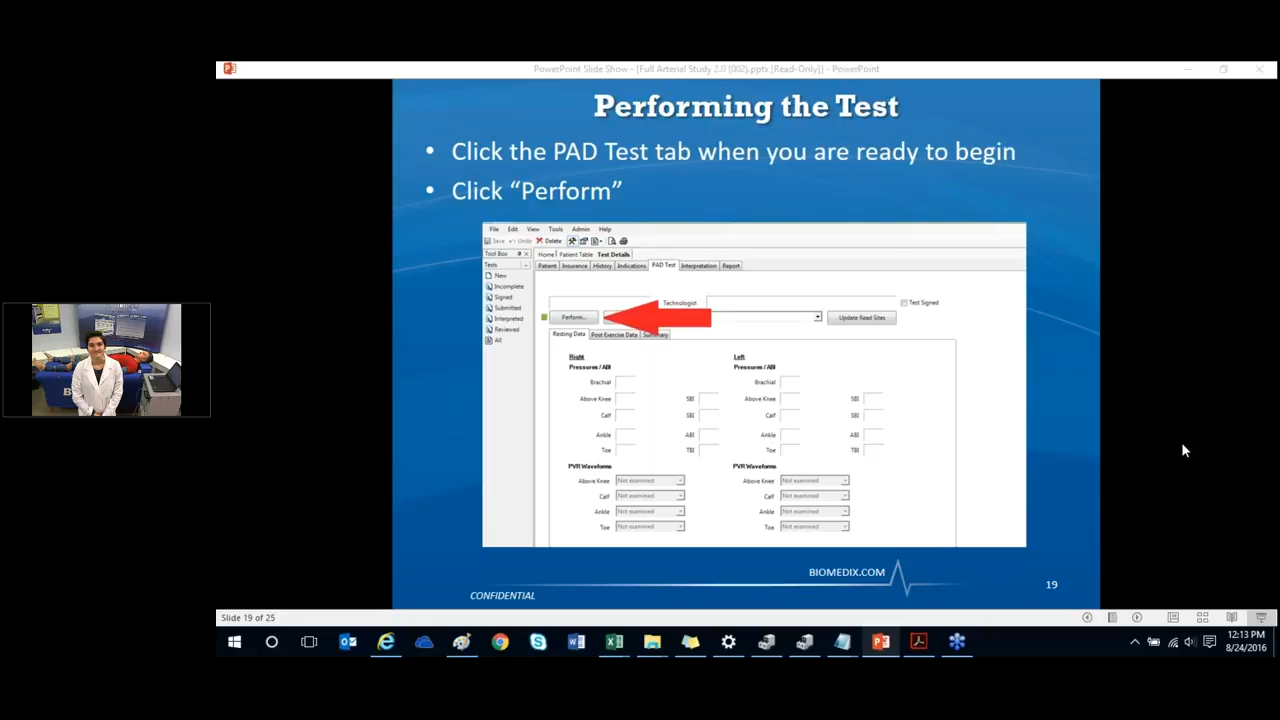 PowerPoint Slide Show - [Full Arterial Study 2.0 (002).pptx [Read-Only]] - PowerPoint
Performing the Test
• Click the PAD Test tab when you are ready to begin
• Click “Perform”
File Edit View Tools Admin Help
Save Undo Delete
Tool Box
Home Patient Table Test Details
Tests
Patient Insurance History Indications PAD Test Interpretation Report
New
Incomplete
Signed
Submitted
Interpreted
Reviewed
All
Technologist Test Signed
Perform... Update Read Sites
Resting Data Post Exercise Data Summary
Right Left
Pressures / ABI Pressures / ABI
Brachial Brachial
Above Knee SBI Above Knee SBI
Calf SBI Calf SBI
Ankle ABI Ankle ABI
Toe TBI Toe TBI
PVR Waveforms PVR Waveforms
Above Knee Not examined Above Knee Not examined
Calf Not examined Calf Not examined
Ankle Not examined Ankle Not examined
Toe Not examined Toe Not examined
BIOMEDIX.COM
CONFIDENTIAL
19
Slide 19 of 25
12:13 PM
8/24/2016